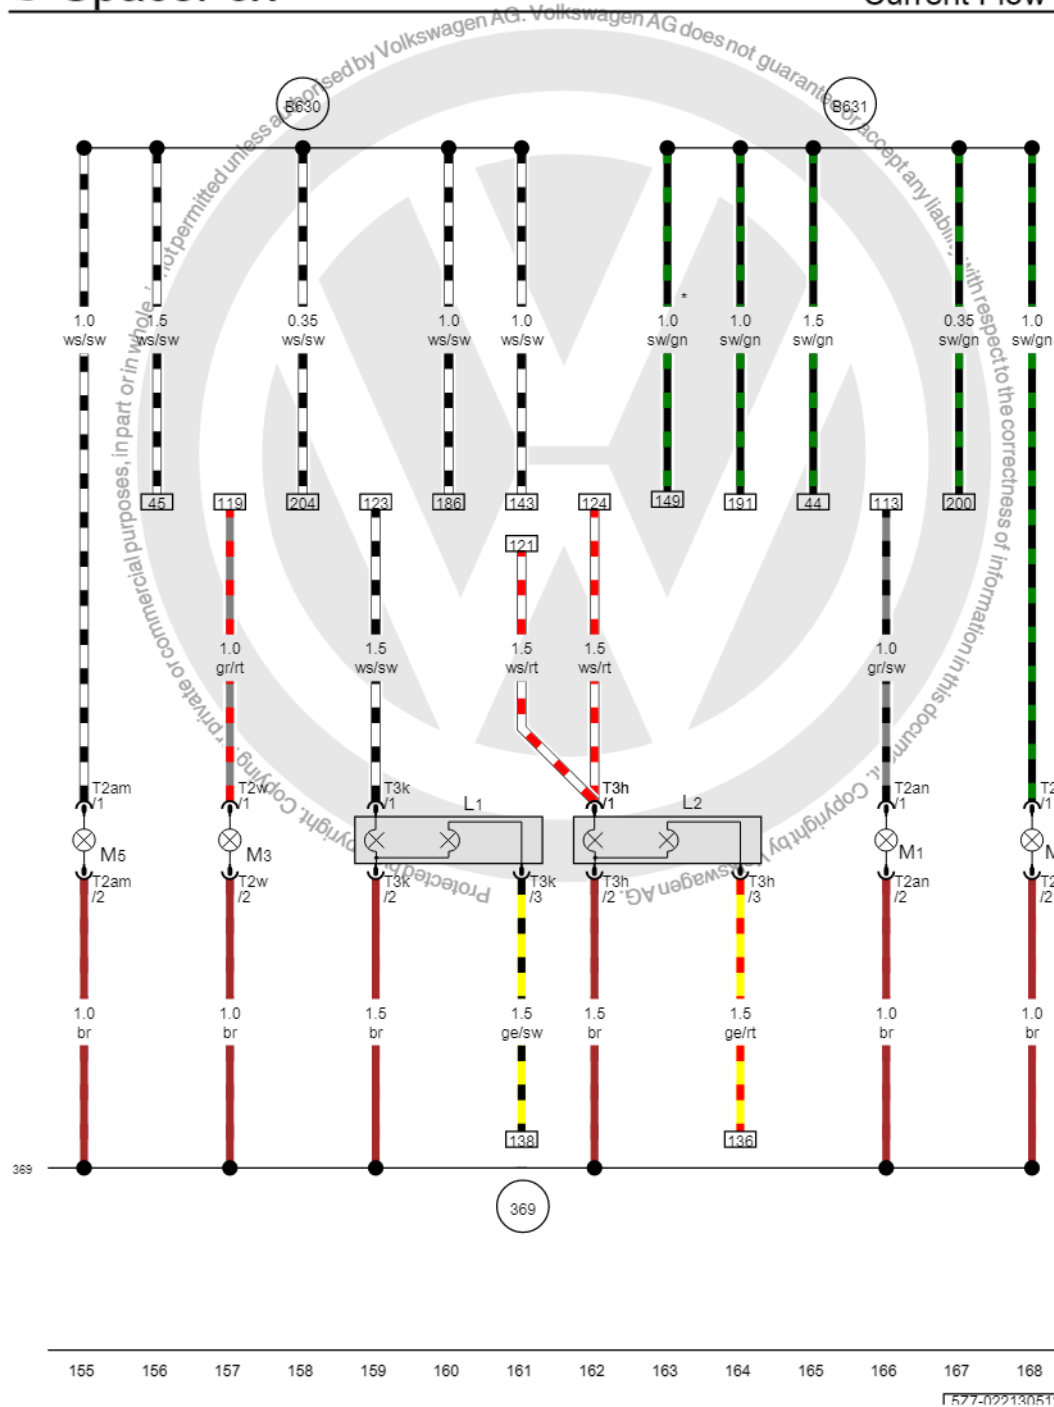 B630
B631
*
1.0 1.5 0.35 1.0 1.0 1.0 1.0 1.5 0.35 1.0
ws/sw ws/sw ws/sw ws/sw ws/sw sw/gn sw/gn sw/gn sw/gn sw/gn
45 119 204 123 186 143 124 149 191 44 113 200
121
1.0 1.5 1.5 1.5 1.0
gr/rt ws/sw ws/rt ws/rt gr/sw
T2am T2w T3k T3h T2an
/1 /1 /1 /1 /1 /1
L1 L2
M5 M3 M1
T2am T2w T3k T3k T3h T3h T2an
/2 /2 /2 /3 /2 /3 /2
1.0 1.0 1.5 1.5 1.5 1.5 1.0 1.0
br br br ge/sw br ge/rt br br
138 136
369
369
155 156 157 158 159 160 161 162 163 164 165 166 167 168
Protected by
Copying for private or commercial purposes, in part or in whole, is not permitted unless authorised by Volkswagen AG. Volkswagen AG does not guarantee or accept any liability with respect to the correctness of information in this document. Copyright by Volkswagen AG.